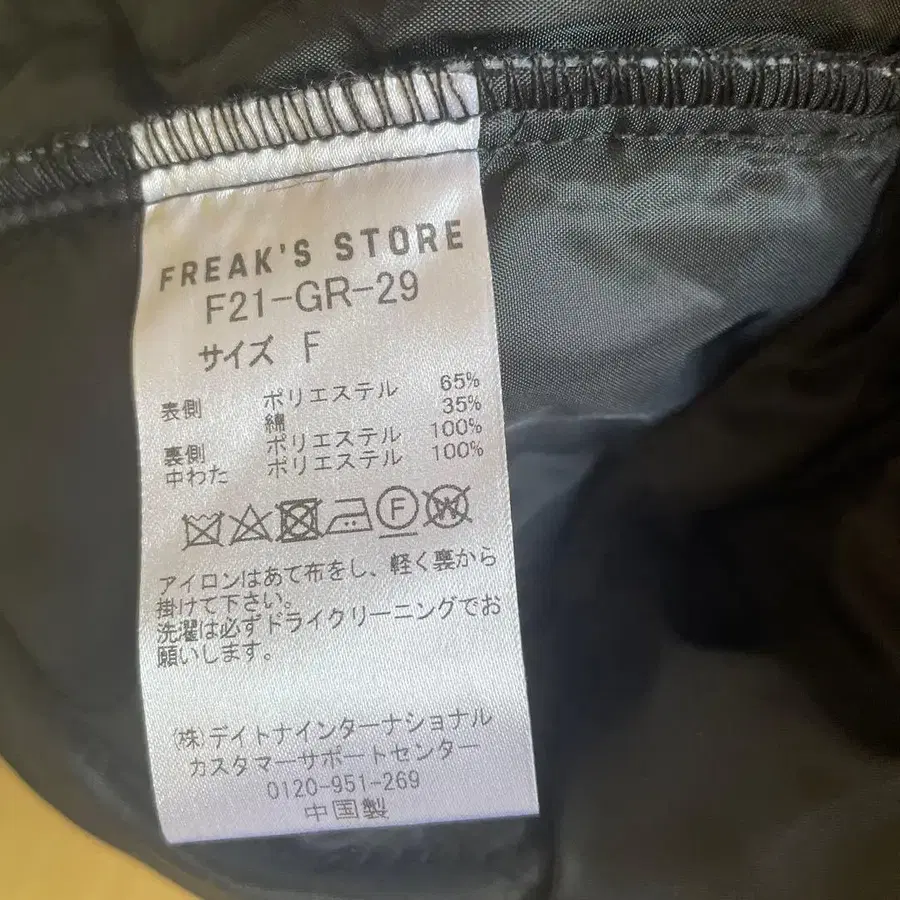 FREAK'S STORE
F21-GR-29
サイズ F
表側 ポリエステル 65%
綿 35%
裏側 ポリエステル 100%
中わた ポリエステル 100%
F W
アイロンはあて布をし、軽く裏から
掛けて下さい。
洗濯は必ずドライクリーニングでお
願いします。
(株)デイトナインターナショナル
カスタマーサポートセンター
0120-951-269
中国製